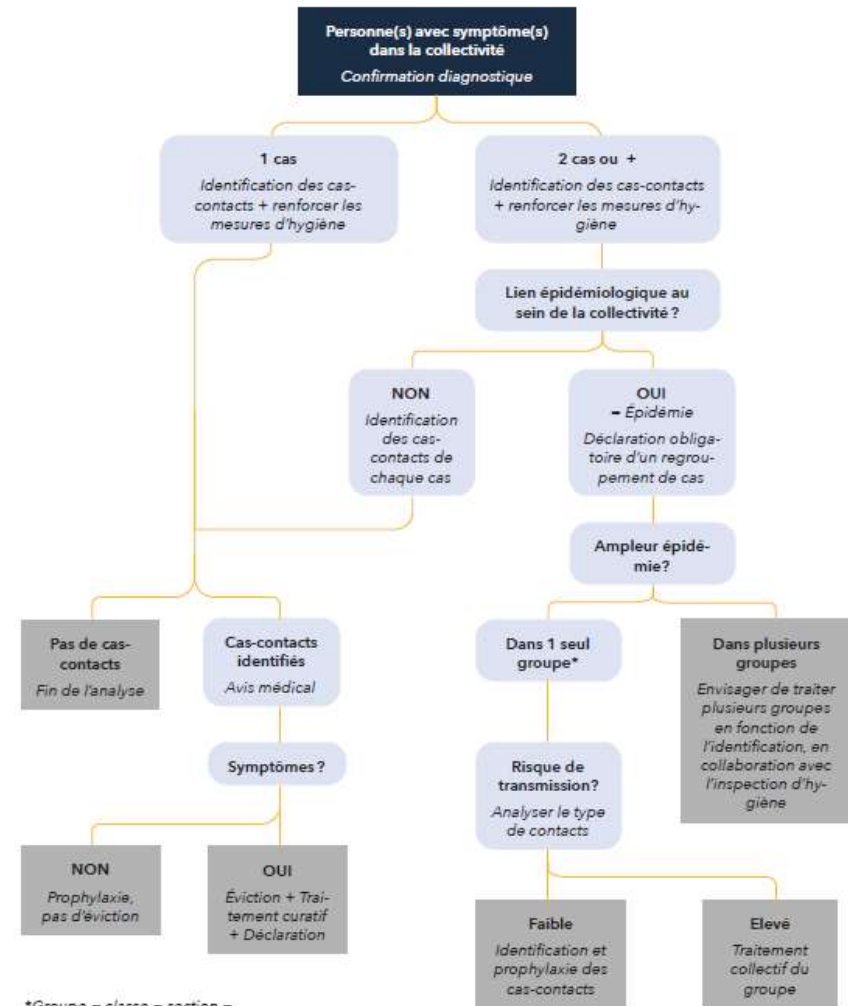 Personne(s) avec symptôme(s)
dans la collectivité
Confirmation diagnostique
1 cas
Identification des cas-
contacts + renforcer les
mesures d'hygiène
2 cas ou +
Identification des cas-contacts
+ renforcer les mesures d'hy-
giène
Lien épidémiologique au
sein de la collectivité ?
NON
Identification
des cas-
contacts de
chaque cas
OUI
= Épidémie
Déclaration obliga-
toire d'un regrou-
pement de cas
Ampleur épidé-
mie?
Pas de cas-
contacts
Fin de l'analyse
Cas-contacts
identifiés
Avis médical
Dans 1 seul
groupe*
Dans plusieurs
groupes
Envisager de traiter
plusieurs groupes
en fonction de
l'identification, en
collaboration avec
l'inspection d'hy-
giène
Symptômes ?
Risque de
transmission?
Analyser le type
de contacts
NON
Prophylaxie,
pas d'éviction
OUI
Éviction + Trai-
tement curatif
+ Déclaration
Faible
Identification et
prophylaxie des
cas-contacts
Elevé
Traitement
collectif du
groupe
*Groupe = classe = section =